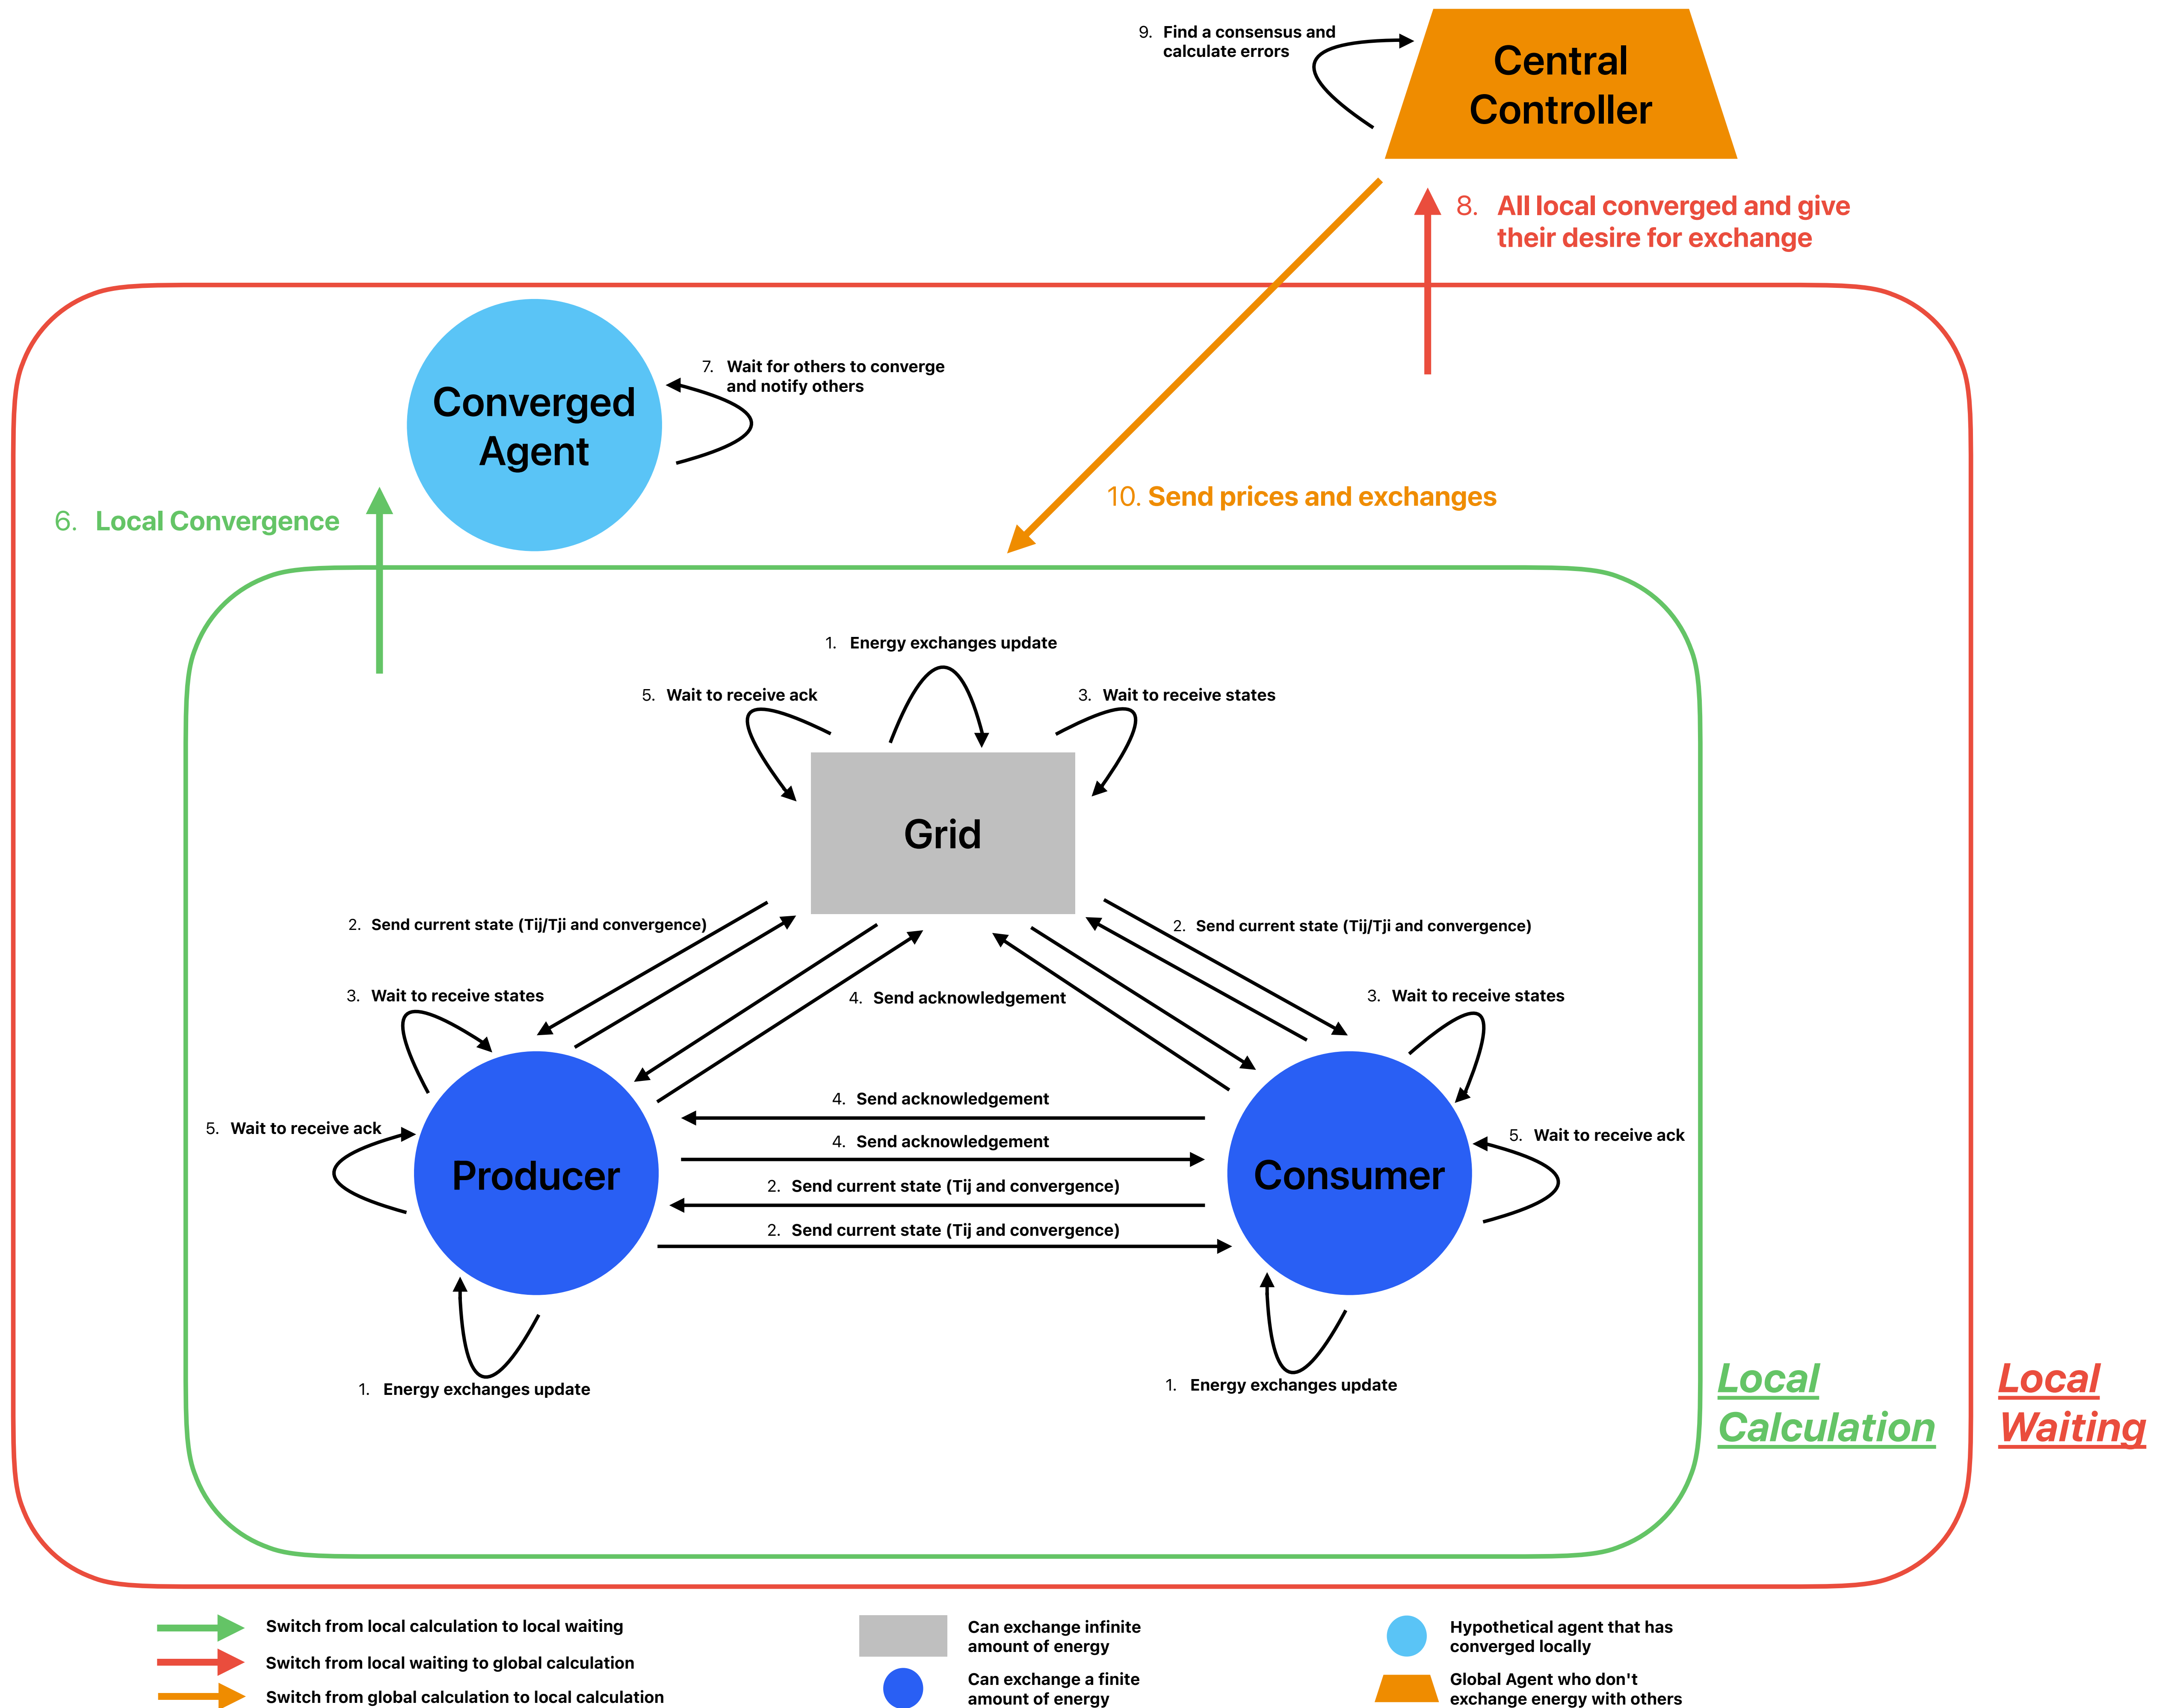 9. Find a consensus and
calculate errors
Central
Controller
8. All local converged and give
their desire for exchange
Converged
Agent
7. Wait for others to converge
and notify others
6. Local Convergence
10. Send prices and exchanges
1. Energy exchanges update
5. Wait to receive ack
3. Wait to receive states
Grid
2. Send current state (Tij/Tji and convergence)
2. Send current state (Tij/Tji and convergence)
3. Wait to receive states
4. Send acknowledgement
3. Wait to receive states
4. Send acknowledgement
5. Wait to receive ack
4. Send acknowledgement
5. Wait to receive ack
Producer
2. Send current state (Tij and convergence)
Consumer
2. Send current state (Tij and convergence)
1. Energy exchanges update
1. Energy exchanges update
Local
Calculation
Local
Waiting
Switch from local calculation to local waiting
Switch from local waiting to global calculation
Switch from global calculation to local calculation
Can exchange infinite
amount of energy
Can exchange a finite
amount of energy
Hypothetical agent that has
converged locally
Global Agent who don't
exchange energy with others